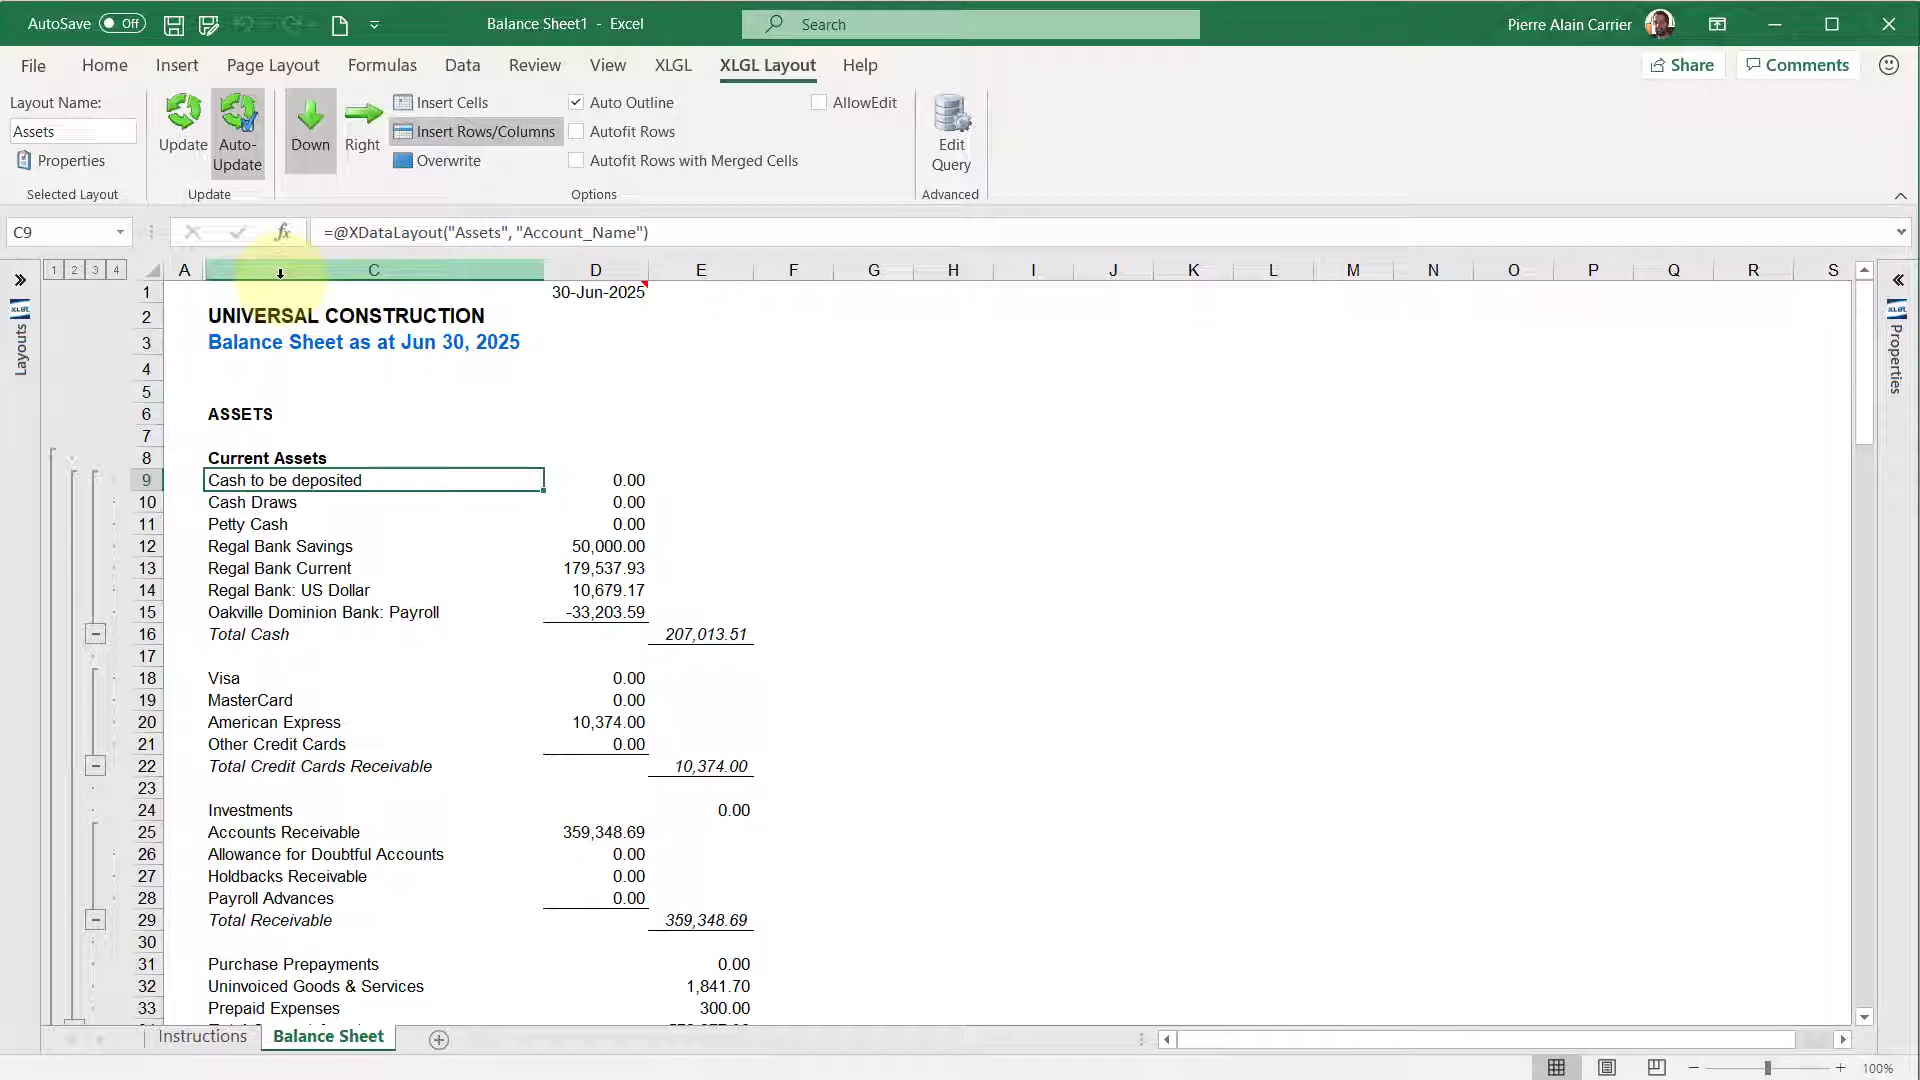 AutoSave Off Balance Sheet1 - Excel Search Pierre Alain Carrier
File Home Insert Page Layout Formulas Data Review View XLGL XLGL Layout Help Share Comments
Layout Name:
Assets
Properties
Selected Layout
Update
Auto-Update
Update
Down
Right
Insert Cells
Insert Rows/Columns
Overwrite
Auto Outline
Autofit Rows
Autofit Rows with Merged Cells
AllowEdit
Options
Edit Query
Advanced
C9 fx =@XDataLayout("Assets", "Account_Name")
1 2 3 4 A C D E F G H I J K L M N O P Q R S
XLGL Layouts
XLGL Properties
1 30-Jun-2025
2 UNIVERSAL CONSTRUCTION
3 Balance Sheet as at Jun 30, 2025
4
5
6 ASSETS
7
8 Current Assets
9 Cash to be deposited 0.00
10 Cash Draws 0.00
11 Petty Cash 0.00
12 Regal Bank Savings 50,000.00
13 Regal Bank Current 179,537.93
14 Regal Bank: US Dollar 10,679.17
15 Oakville Dominion Bank: Payroll -33,203.59
16 Total Cash 207,013.51
17
18 Visa 0.00
19 MasterCard 0.00
20 American Express 10,374.00
21 Other Credit Cards 0.00
22 Total Credit Cards Receivable 10,374.00
23
24 Investments 0.00
25 Accounts Receivable 359,348.69
26 Allowance for Doubtful Accounts 0.00
27 Holdbacks Receivable 0.00
28 Payroll Advances 0.00
29 Total Receivable 359,348.69
30
31 Purchase Prepayments 0.00
32 Uninvoiced Goods & Services 1,841.70
33 Prepaid Expenses 300.00
Instructions Balance Sheet
100%